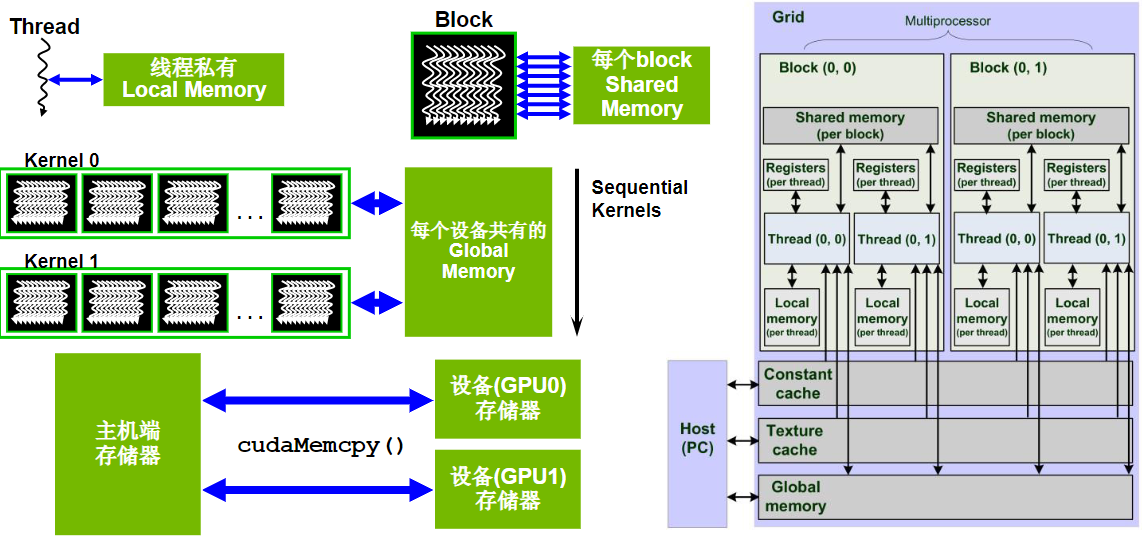 Thread
线程私有
Local Memory
Block
每个block
Shared
Memory
Kernel 0
. . .
Kernel 1
. . .
每个设备共有的
Global
Memory
Sequential
Kernels
主机端
存储器
cudaMemcpy()
设备(GPU0)
存储器
设备(GPU1)
存储器
Grid
Multiprocessor
Block (0, 0)
Block (0, 1)
Shared memory
(per block)
Shared memory
(per block)
Registers
(per thread)
Registers
(per thread)
Registers
(per thread)
Registers
(per thread)
Thread (0, 0)
Thread (0, 1)
Thread (0, 0)
Thread (0, 1)
Local
memory
(per thread)
Local
memory
(per thread)
Local
memory
(per thread)
Local
memory
(per thread)
Host
(PC)
Constant
cache
Texture
cache
Global
memory